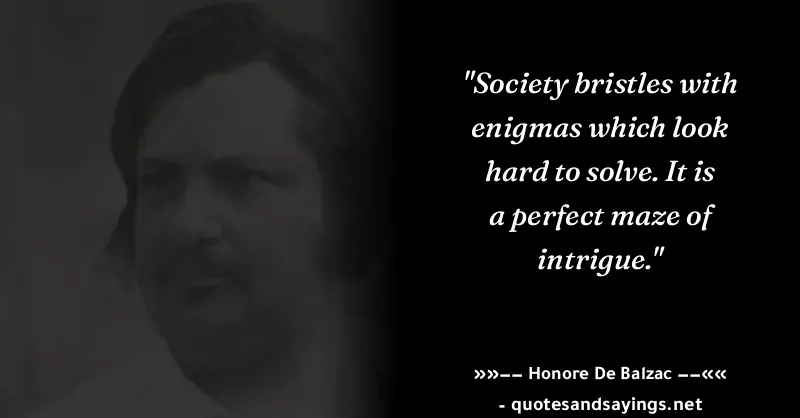 "Society bristles with
enigmas which look
hard to solve. It is
a perfect maze of
intrigue."
»»−− Honore De Balzac −−««
- quotesandsayings.net